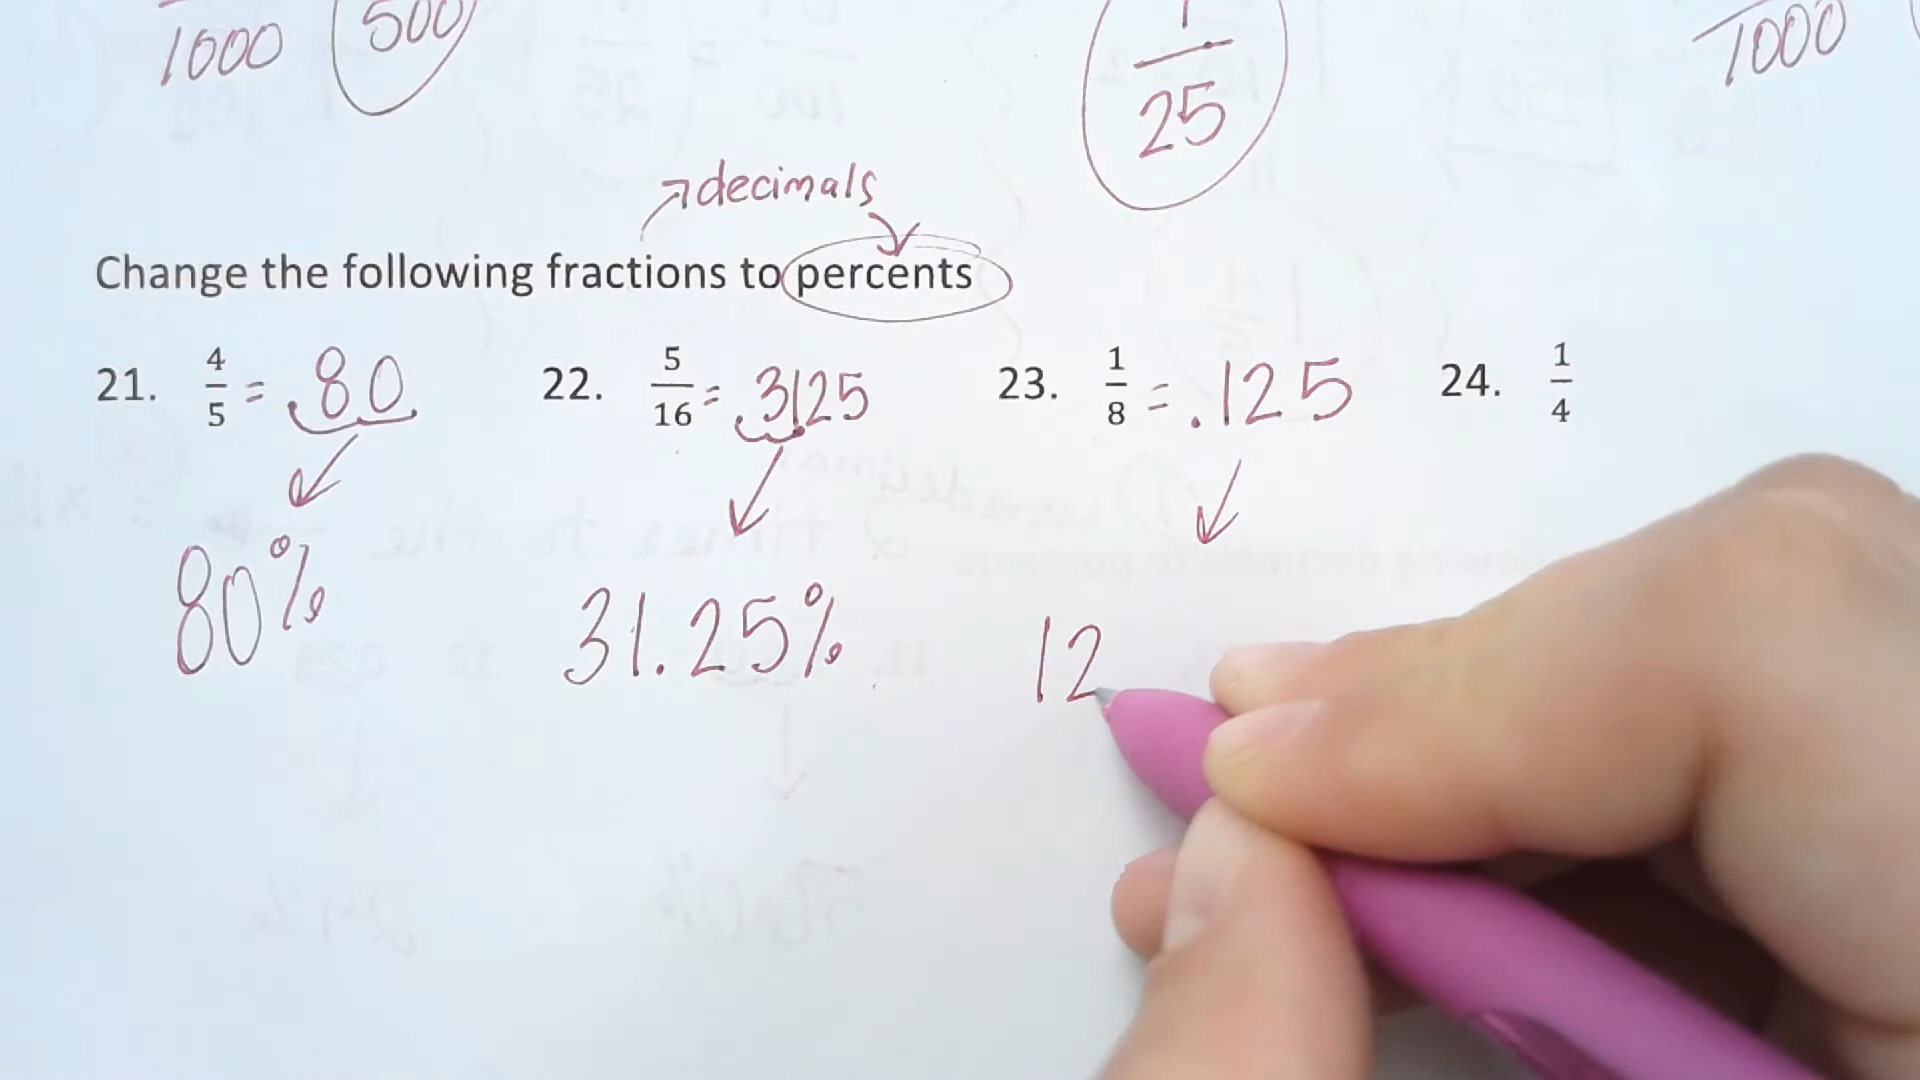 1000 500
1
25
1000
decimals
Change the following fractions to percents
21. 4/5 = .80 22. 5/16 = .3125 23. 1/8 = .125 24. 1/4
80% 31.25% 12